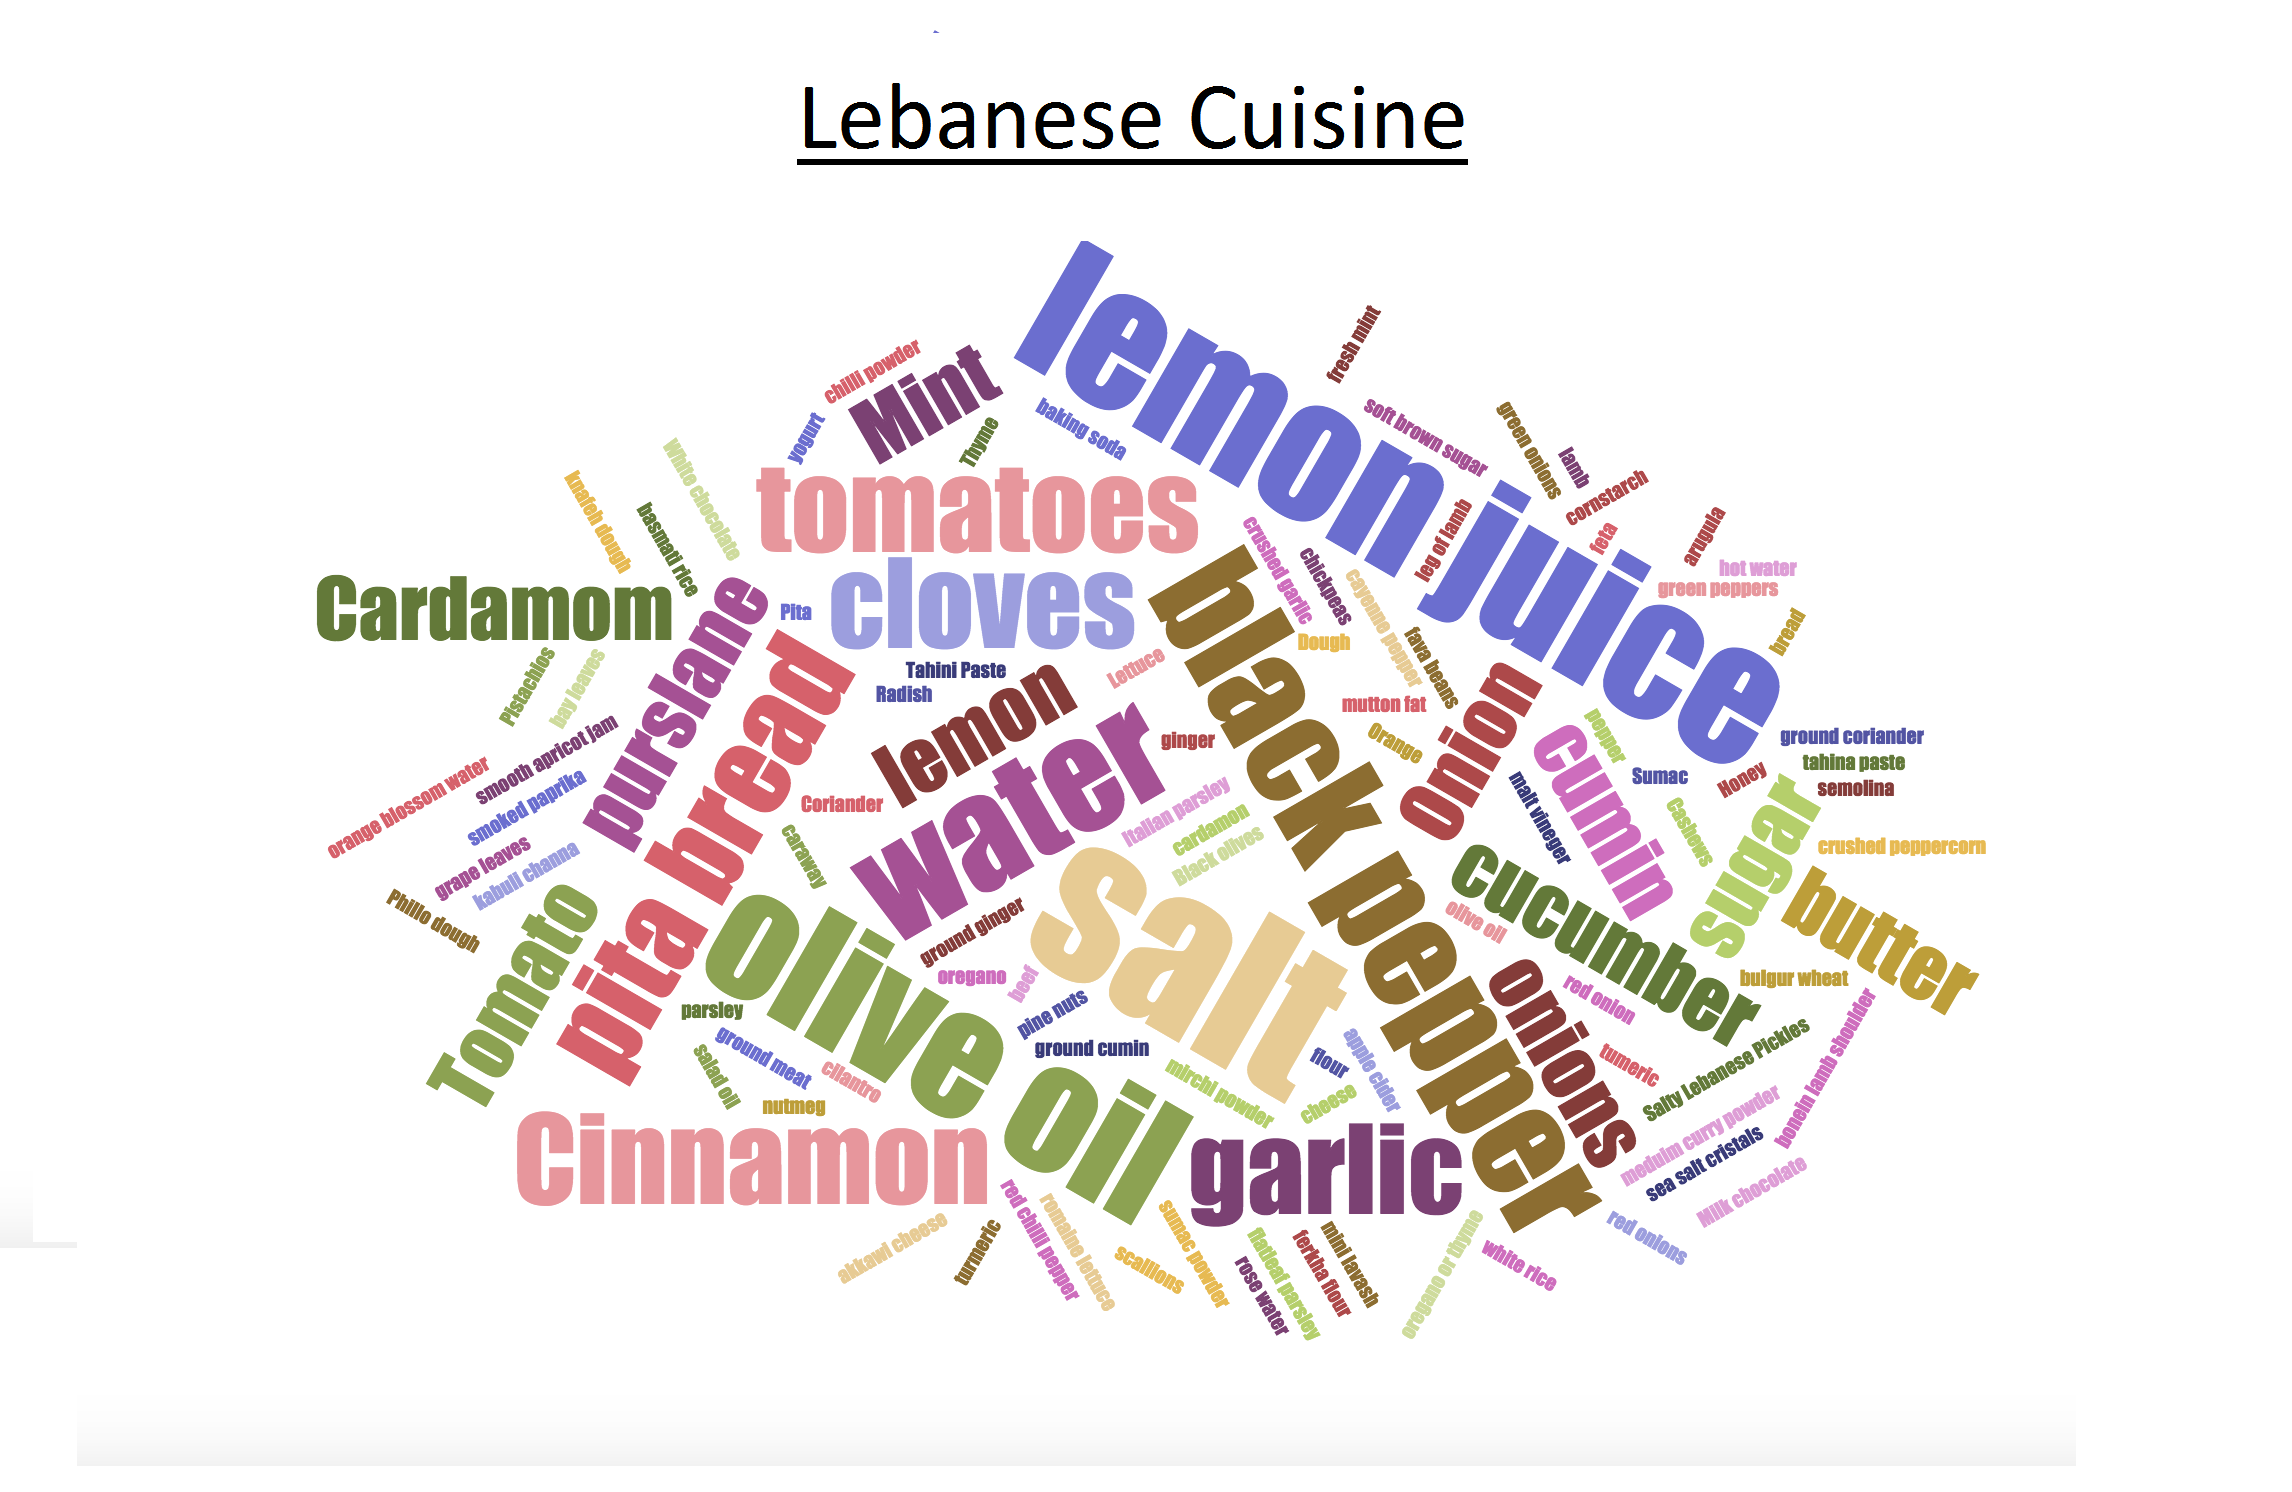 Lebanese Cuisine
lemon juice
fresh mint
chilli powder
Mint
yogurt
Thyme
baking soda
soft brown sugar
green onions
lamb
cornstarch
feta
arugula
hot water
green peppers
bread
White chocolate
knafeh dough
basmati rice
tomatoes
cloves
Cardamom
Pita
purslane
pita bread
crushed garlic
chickpeas
cayenne pepper
leg of lamb
fava beans
Dough
black pepper
Lettuce
Tahini Paste
Radish
lemon
water
ginger
mutton fat
Orange
onion
pepper
cumin
Sumac
Honey
ground coriander
tahina paste
semolina
Pistachios
bay leaves
smooth apricot jam
orange blossom water
smoked paprika
grape leaves
kabuli channa
Phillo dough
Tomato
Coriander
caraway
italian parsley
cardamon
Black olives
malt vineger
Cashews
sugar
crushed peppercorn
butter
cucumber
olive oil
bulgur wheat
olive oil
salt
ground ginger
oregano
beef
pine nuts
ground cumin
parsley
ground meat
salad oil
cilantro
nutmeg
mirchi powder
flour
apple cider
cheese
onions
red onion
tumeric
Salty Lebanese Pickles
bonein lamb shoulder
meduim curry powder
sea salt cristals
Milk chocolate
Cinnamon
garlic
akkawi cheese
turmeric
red chili pepper
romaine lettuce
scallions
sumac powder
rose water
flatleaf parsley
ferkha flour
mini lavash
oregano or thyme
white rice
red onions